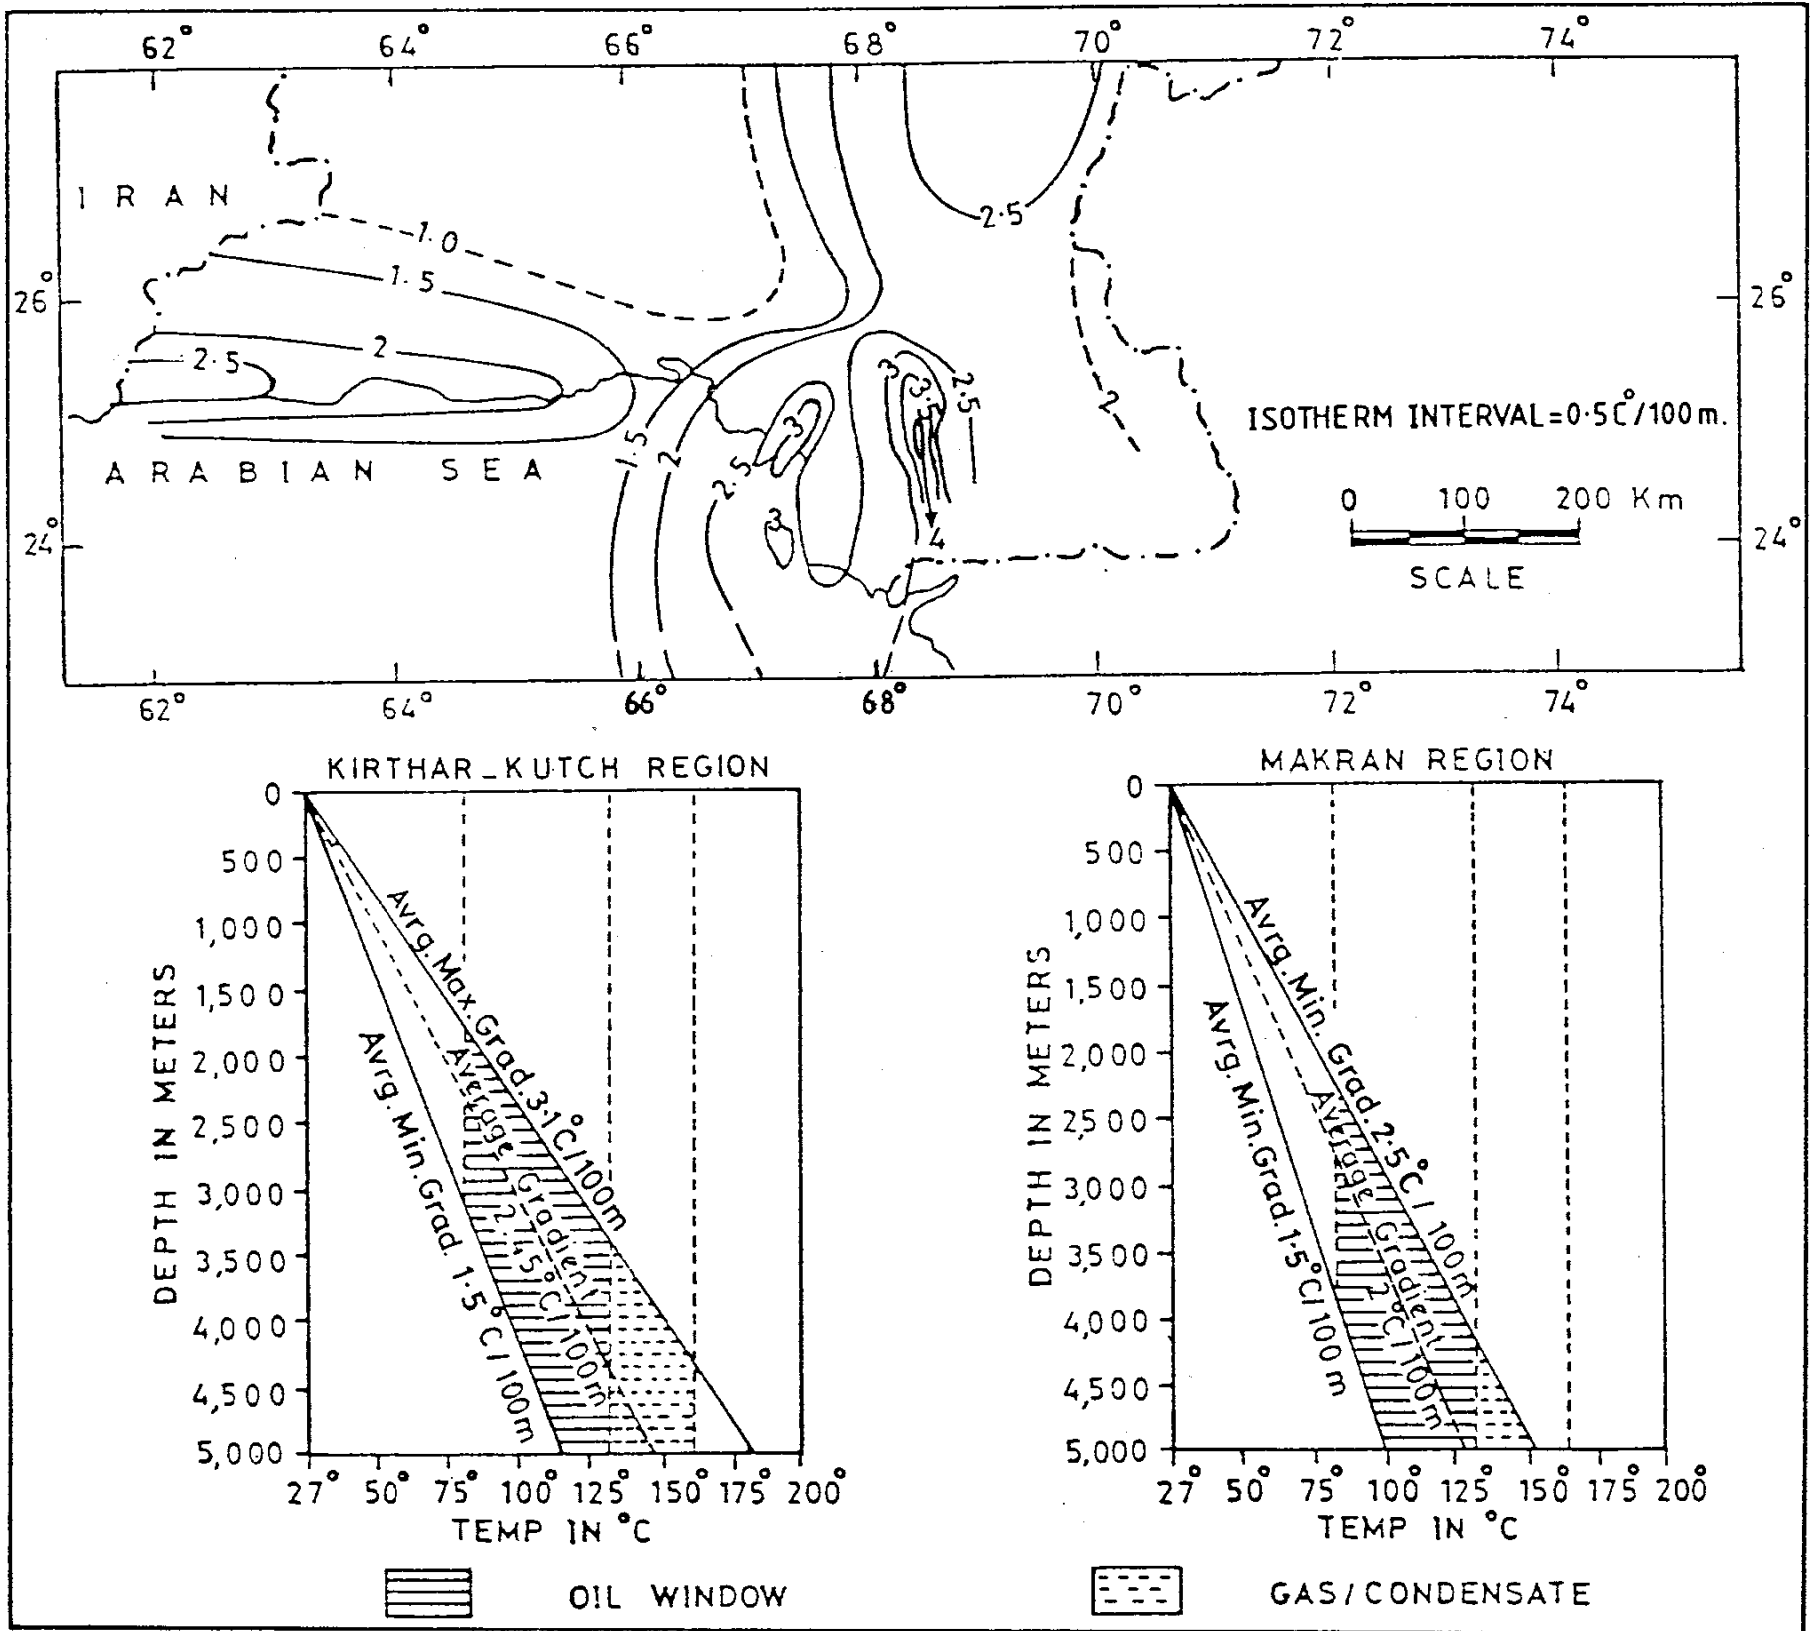 62° 64° 66° 68° 70° 72° 74°
IRAN
2.5
1.0
1.5
26° 26°
2
2.5
3 3.5 2.5
3
2
ISOTHERM INTERVAL=0.5C°/100m.
1.5 2 2.5
ARABIAN SEA
0 100 200 Km
3
4
24° 24°
SCALE
62° 64° 66° 68° 70° 72° 74°
KIRTHAR_KUTCH REGION
0
500
1,000
1,500
2,000
2,500
3,000
3,500
4,000
4,500
5,000
DEPTH IN METERS
Avrg. Max. Grad. 3.1°C/100m
Average Gradient
2.45°C/100m
Avrg. Min. Grad. 1.5°C/100m
27° 50° 75° 100° 125° 150° 175° 200°
TEMP IN °C
MAKRAN REGION
0
500
1,000
1,500
2,000
2,500
3,000
3,500
4,000
4,500
5,000
DEPTH IN METERS
Avrg. Min. Grad. 2.5°C/100m
Average Gradient
2°C/100m
Avrg. Min. Grad. 1.5°C/100m
27° 50° 75° 100° 125° 150° 175° 200°
TEMP IN °C
OIL WINDOW
GAS/CONDENSATE